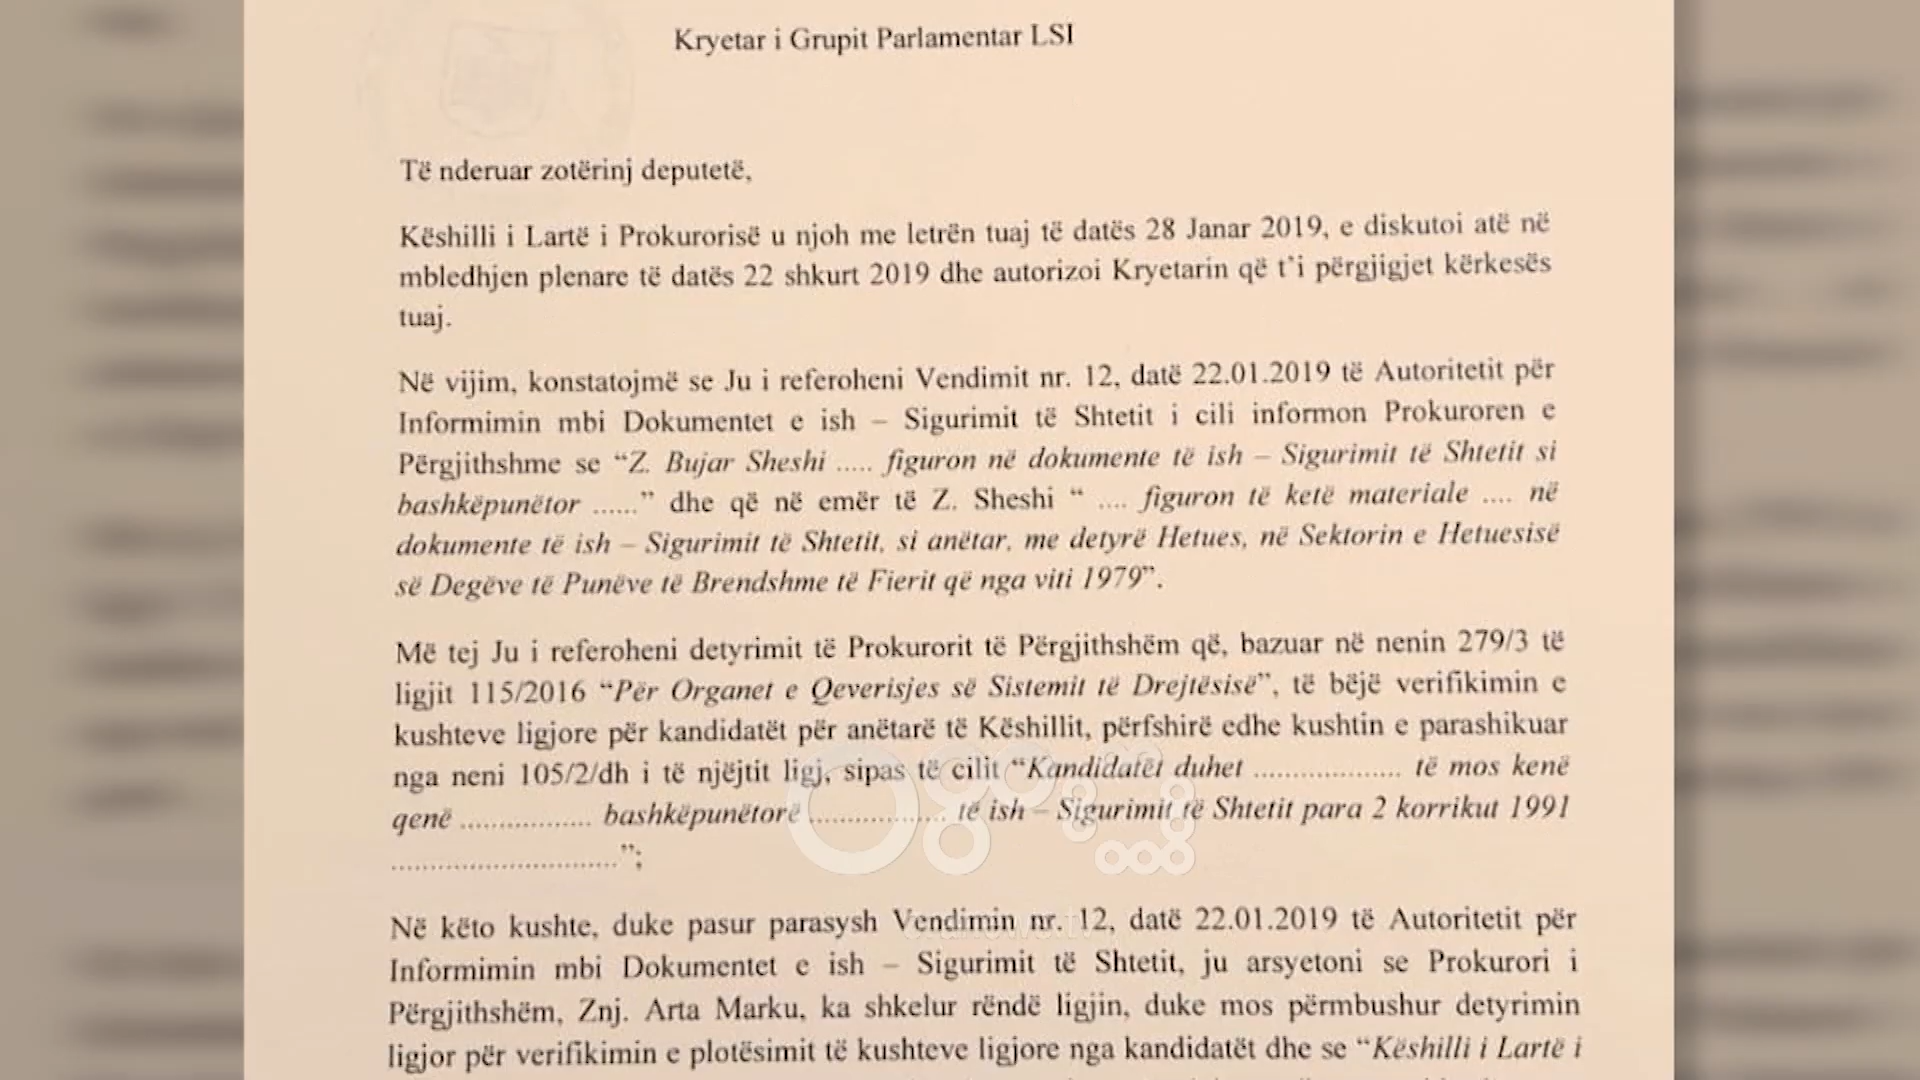 Kryetar i Grupit Parlamentar LSI
Të nderuar zotërinj deputetë,
Këshilli i Lartë i Prokurorisë u njoh me letrën tuaj të datës 28 Janar 2019, e diskutoi atë në
mbledhjen plenare të datës 22 shkurt 2019 dhe autorizoi Kryetarin që t'i përgjigjet kërkesës
tuaj.
Në vijim, konstatojmë se Ju i referoheni Vendimit nr. 12, datë 22.01.2019 të Autoritetit për
Informimin mbi Dokumentet e ish – Sigurimit të Shtetit i cili informon Prokuroren e
Përgjithshme se “Z. Bujar Sheshi ..... figuron në dokumente të ish – Sigurimit të Shtetit si
bashkëpunëtor ......” dhe që në emër të Z. Sheshi “ .... figuron të ketë materiale .... në
dokumente të ish – Sigurimit të Shtetit, si anëtar, me detyrë Hetues, në Sektorin e Hetuesisë
së Degëve të Punëve të Brendshme të Fierit që nga viti 1979”.
Më tej Ju i referoheni detyrimit të Prokurorit të Përgjithshëm që, bazuar në nenin 279/3 të
ligjit 115/2016 “Për Organet e Qeverisjes së Sistemit të Drejtësisë”, të bëjë verifikimin e
kushteve ligjore për kandidatët për anëtarë të Këshillit, përfshirë edhe kushtin e parashikuar
nga neni 105/2/dh i të njëjtit ligj, sipas të cilit “Kandidatët duhet .................. të mos kenë
qenë ................ bashkëpunëtorë ................. të ish – Sigurimit të Shtetit para 2 korrikut 1991
............................”;
Në këto kushte, duke pasur parasysh Vendimin nr. 12, datë 22.01.2019 të Autoritetit për
Informimin mbi Dokumentet e ish – Sigurimit të Shtetit, ju arsyetoni se Prokurori i
Përgjithshëm, Znj. Arta Marku, ka shkelur rëndë ligjin, duke mos përmbushur detyrimin
ligjor për verifikimin e plotësimit të kushteve ligjore nga kandidatët dhe se “Këshilli i Lartë i